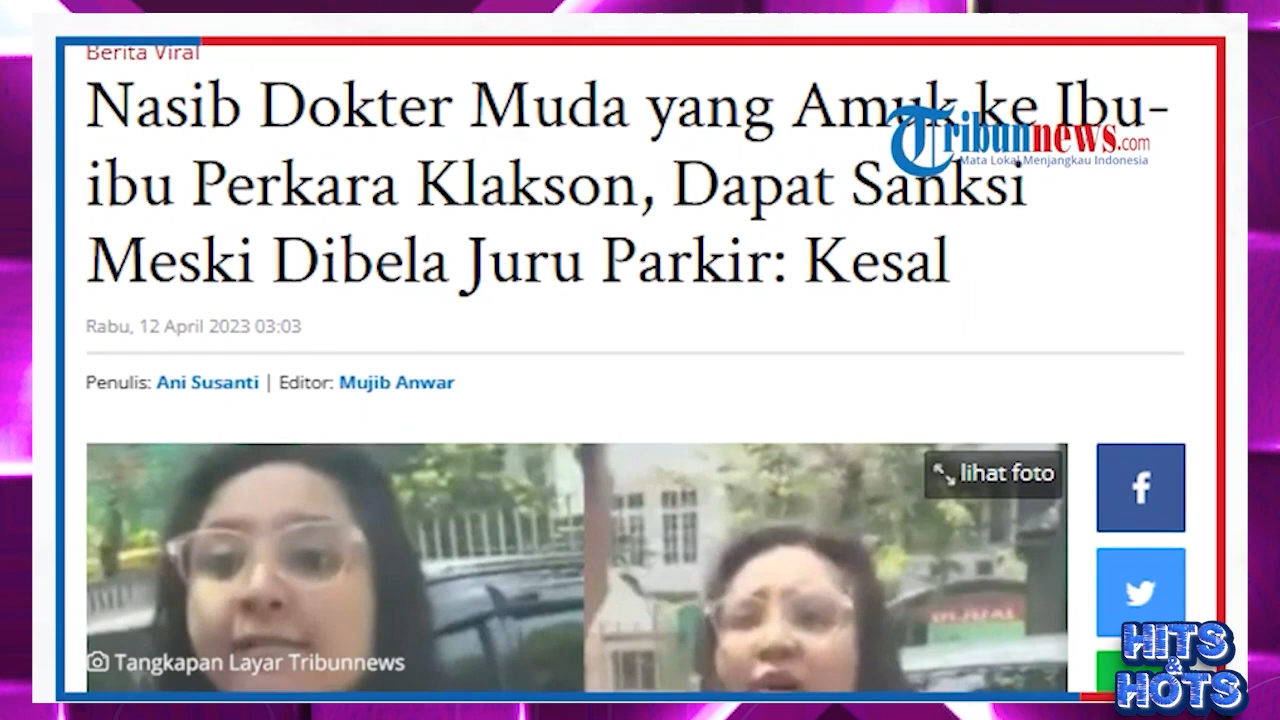 Berita Viral
Nasib Dokter Muda yang Amuk ke Ibu-
Tribunnews.com
Mata Lokal Menjangkau Indonesia
ibu Perkara Klakson, Dapat Sanksi
Meski Dibela Juru Parkir: Kesal
Rabu, 12 April 2023 03:03
Penulis: Ani Susanti | Editor: Mujib Anwar
lihat foto
f
DIJUAL
Tangkapan Layar Tribunnews
HITS
&
HOTS